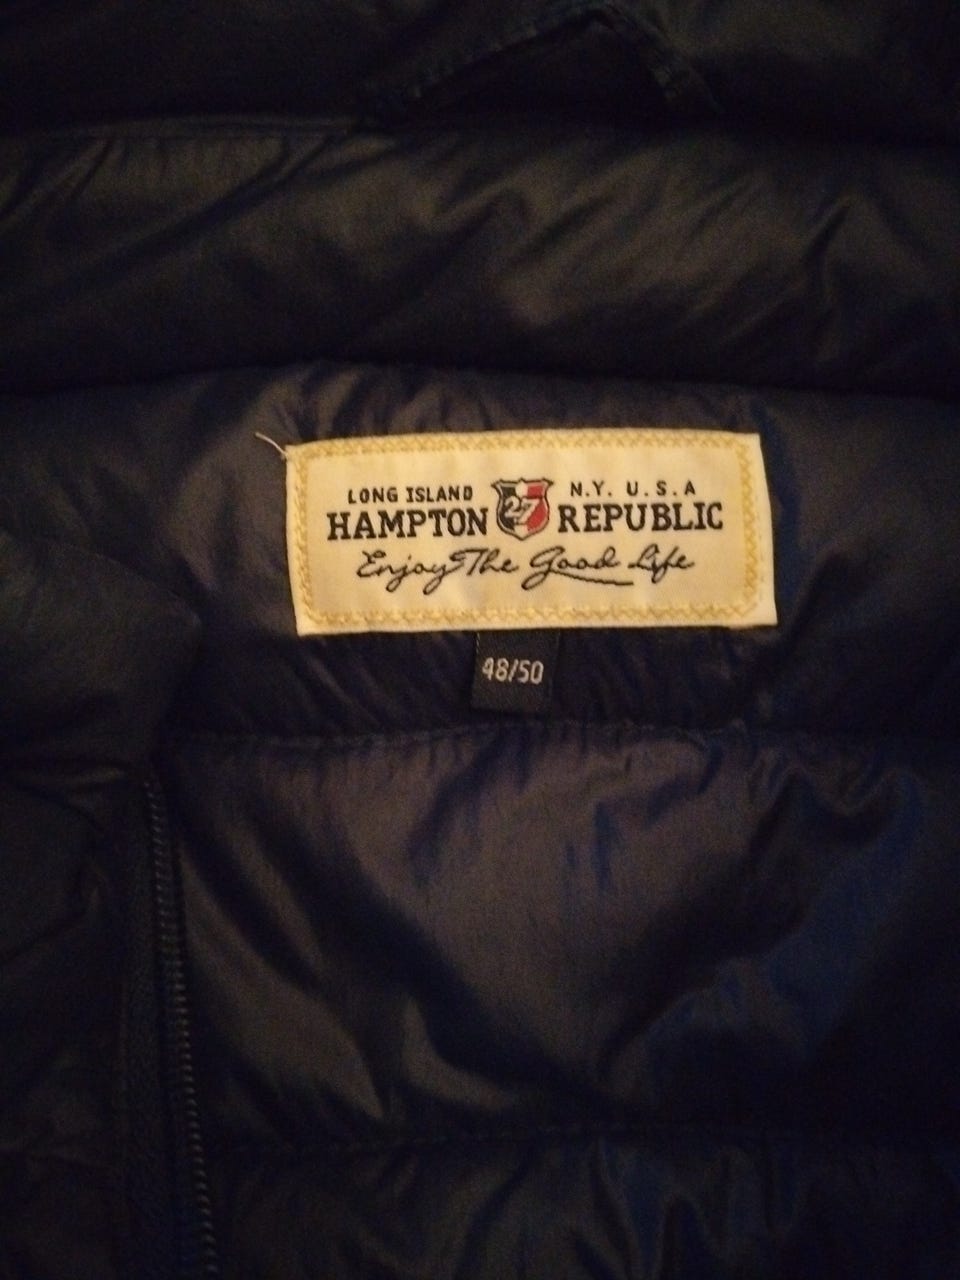 LONG ISLAND 27 N.Y. U.S.A
HAMPTON REPUBLIC
Enjoy The Good Life
48/50